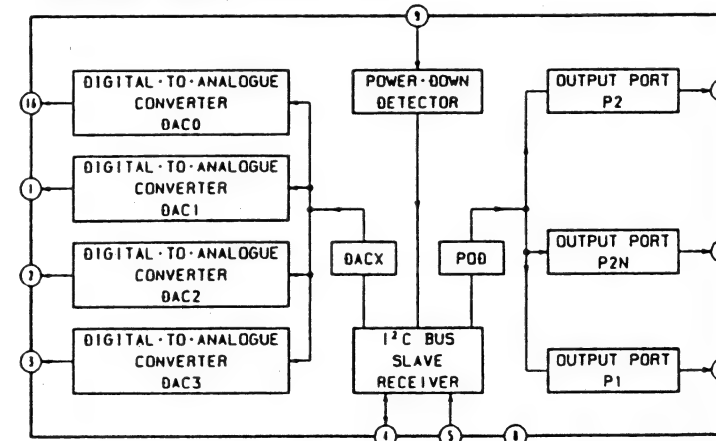 9
DIGITAL·TO·ANALOGUE
CONVERTER
DAC0
16
POWER·DOWN
DETECTOR
OUTPUT PORT
P2
DIGITAL·TO·ANALOGUE
CONVERTER
DAC1
1
DIGITAL·TO·ANALOGUE
CONVERTER
DAC2
2
DACX
POD
OUTPUT PORT
P2N
DIGITAL·TO·ANALOGUE
CONVERTER
DAC3
3
I²C BUS
SLAVE
RECEIVER
OUTPUT PORT
P1
4
5
8